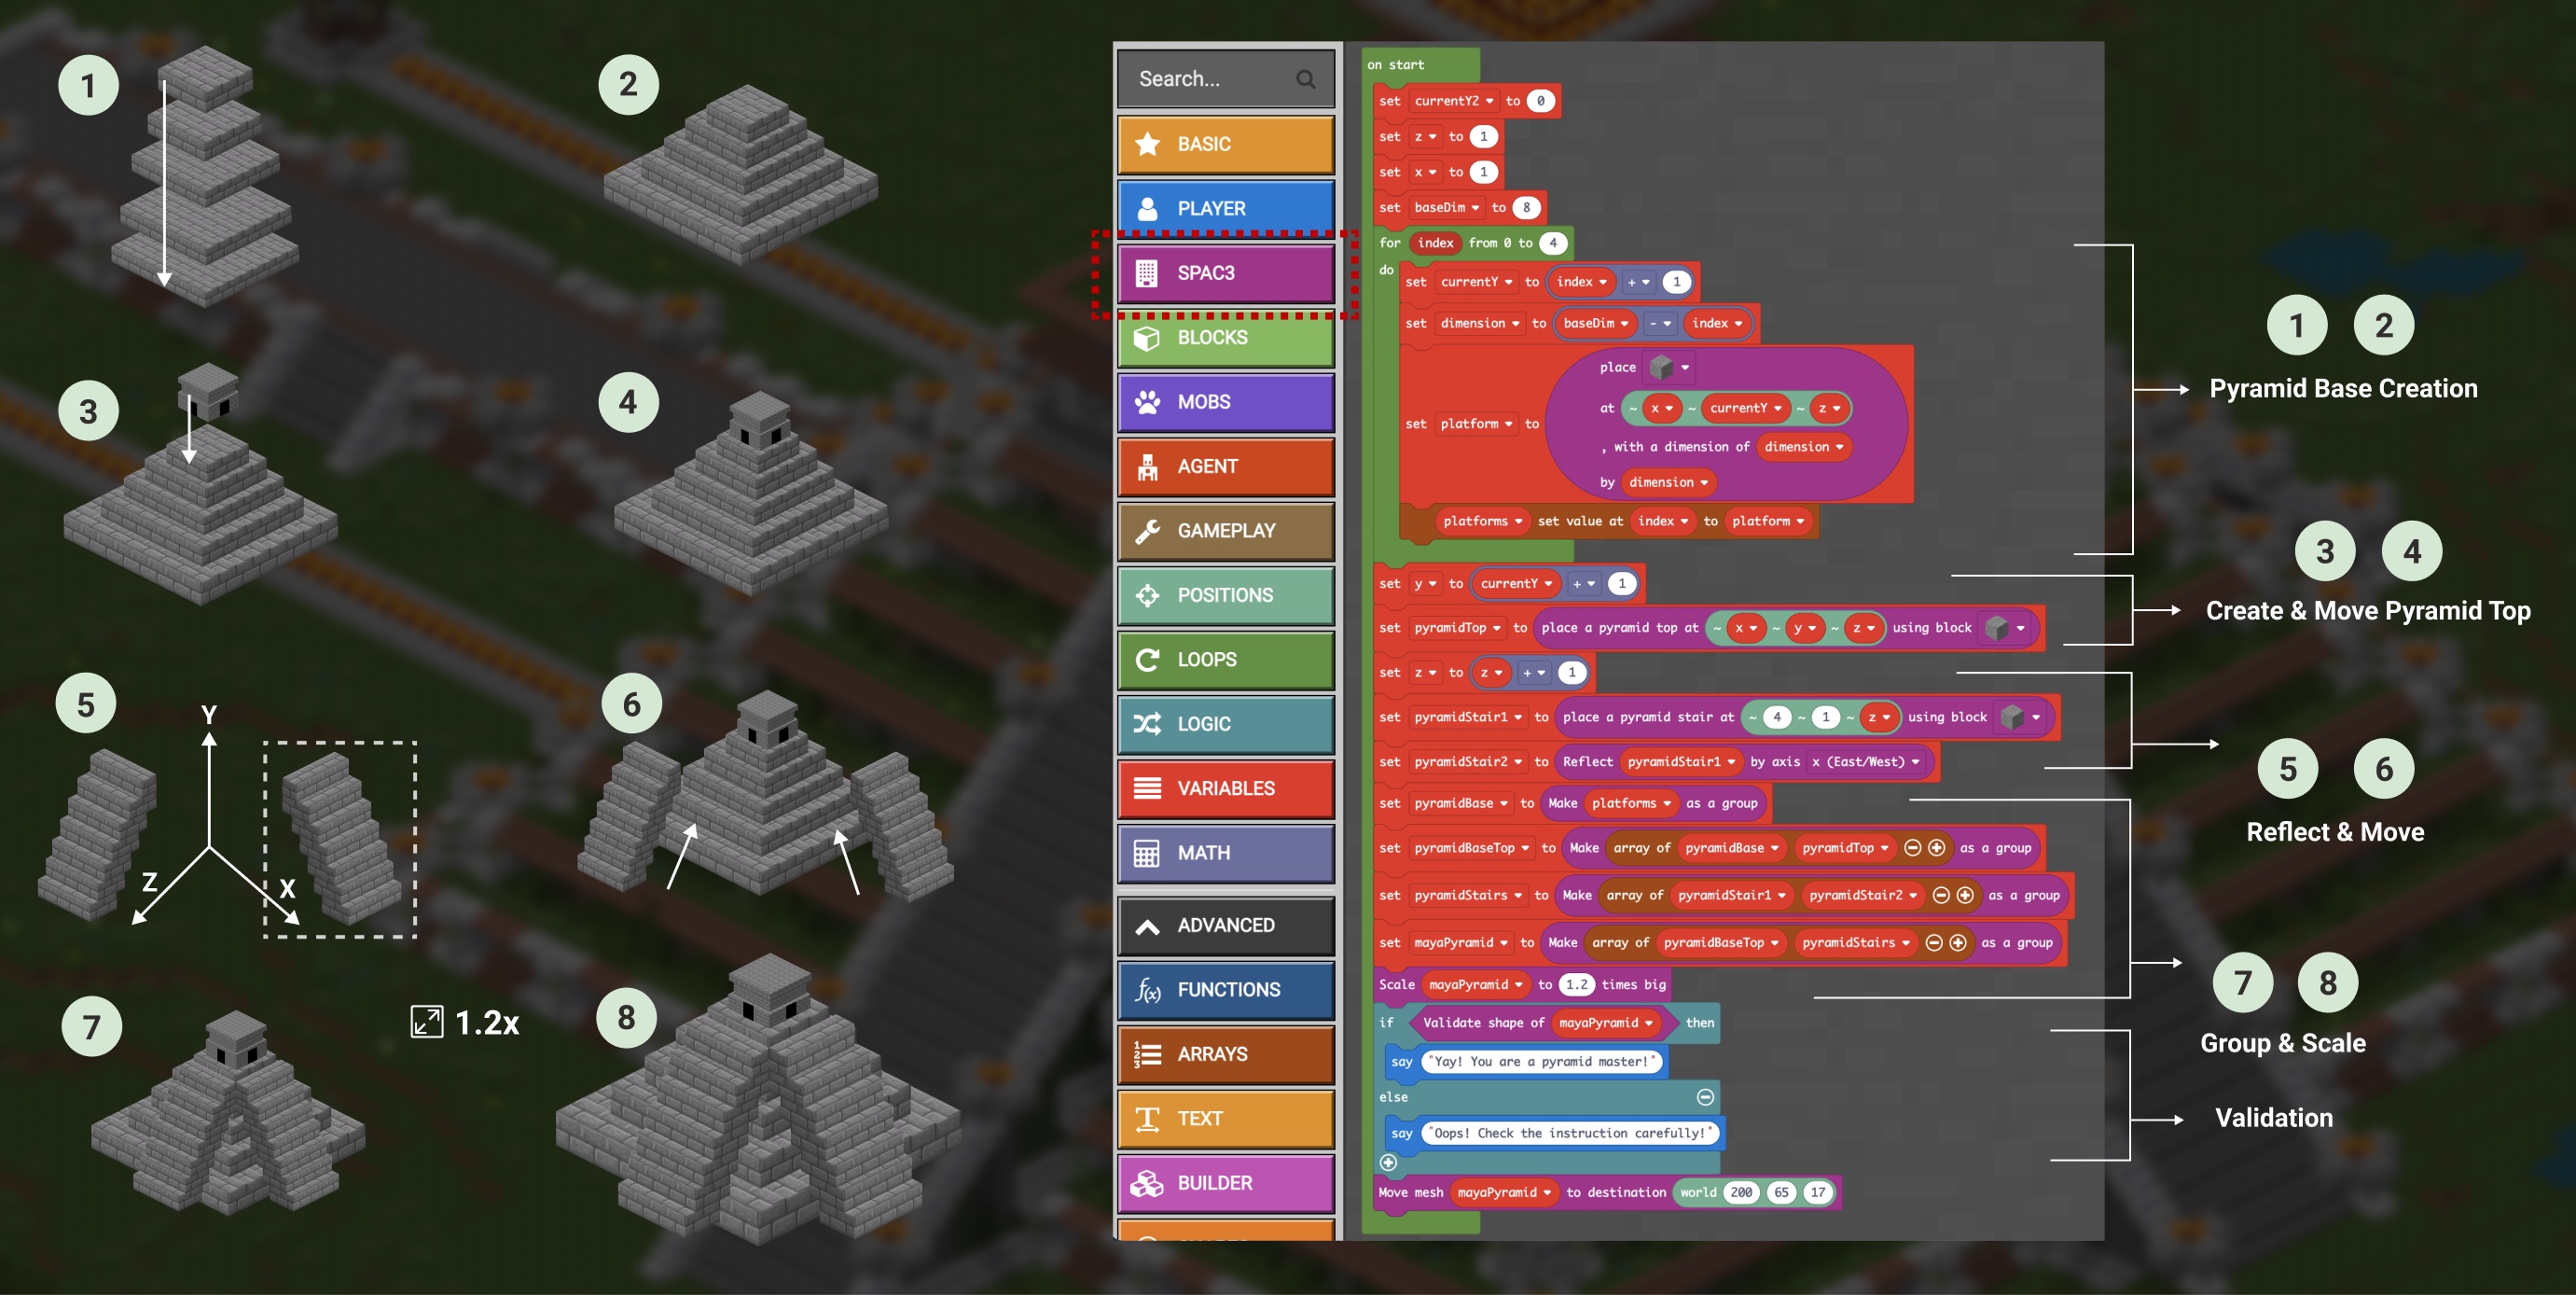 1
2
3
4
5
Y
Z
X
6
7
1.2x
8
Search...
BASIC
PLAYER
SPAC3
BLOCKS
MOBS
AGENT
GAMEPLAY
POSITIONS
LOOPS
LOGIC
VARIABLES
MATH
ADVANCED
f(x) FUNCTIONS
ARRAYS
TEXT
BUILDER
on start
set currentY2 to 0
set z to 1
set x to 1
set baseDim to 8
for index from 0 to 4
do
set currentY to index + 1
set dimension to baseDim - index
set platform to
place
at ~ x ~ currentY ~ z
, with a dimension of dimension
by dimension
platforms set value at index to platform
set y to currentY + 1
set pyramidTop to place a pyramid top at ~ x ~ y ~ z using block
set z to z + 1
set pyramidStair1 to place a pyramid stair at ~ 4 ~ 1 ~ z using block
set pyramidStair2 to Reflect pyramidStair1 by axis x (East/West)
set pyramidBase to Make platforms as a group
set pyramidBaseTop to Make array of pyramidBase pyramidTop as a group
set pyramidStairs to Make array of pyramidStair1 pyramidStair2 as a group
set mayaPyramid to Make array of pyramidBaseTop pyramidStairs as a group
Scale mayaPyramid to 1.2 times big
if Validate shape of mayaPyramid then
say "Yay! You are a pyramid master!"
else
say "Oops! Check the instruction carefully!"
Move mesh mayaPyramid to destination world 200 65 17
1 2
Pyramid Base Creation
3 4
Create & Move Pyramid Top
5 6
Reflect & Move
7 8
Group & Scale
Validation